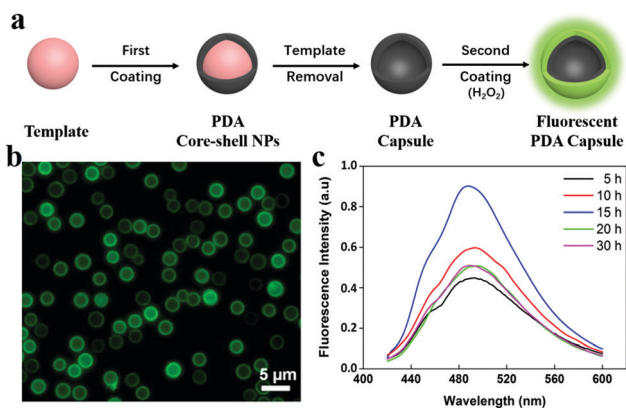 a
First
Coating
Template
Removal
Second
Coating
(H₂O₂)
Template
PDA
Core-shell NPs
PDA
Capsule
Fluorescent
PDA Capsule
b
5 µm
c
Fluorescence Intensity (a.u)
1.0
0.8
0.6
0.4
0.2
0.0
5 h
10 h
15 h
20 h
30 h
400 440 480 520 560 600
Wavelength (nm)